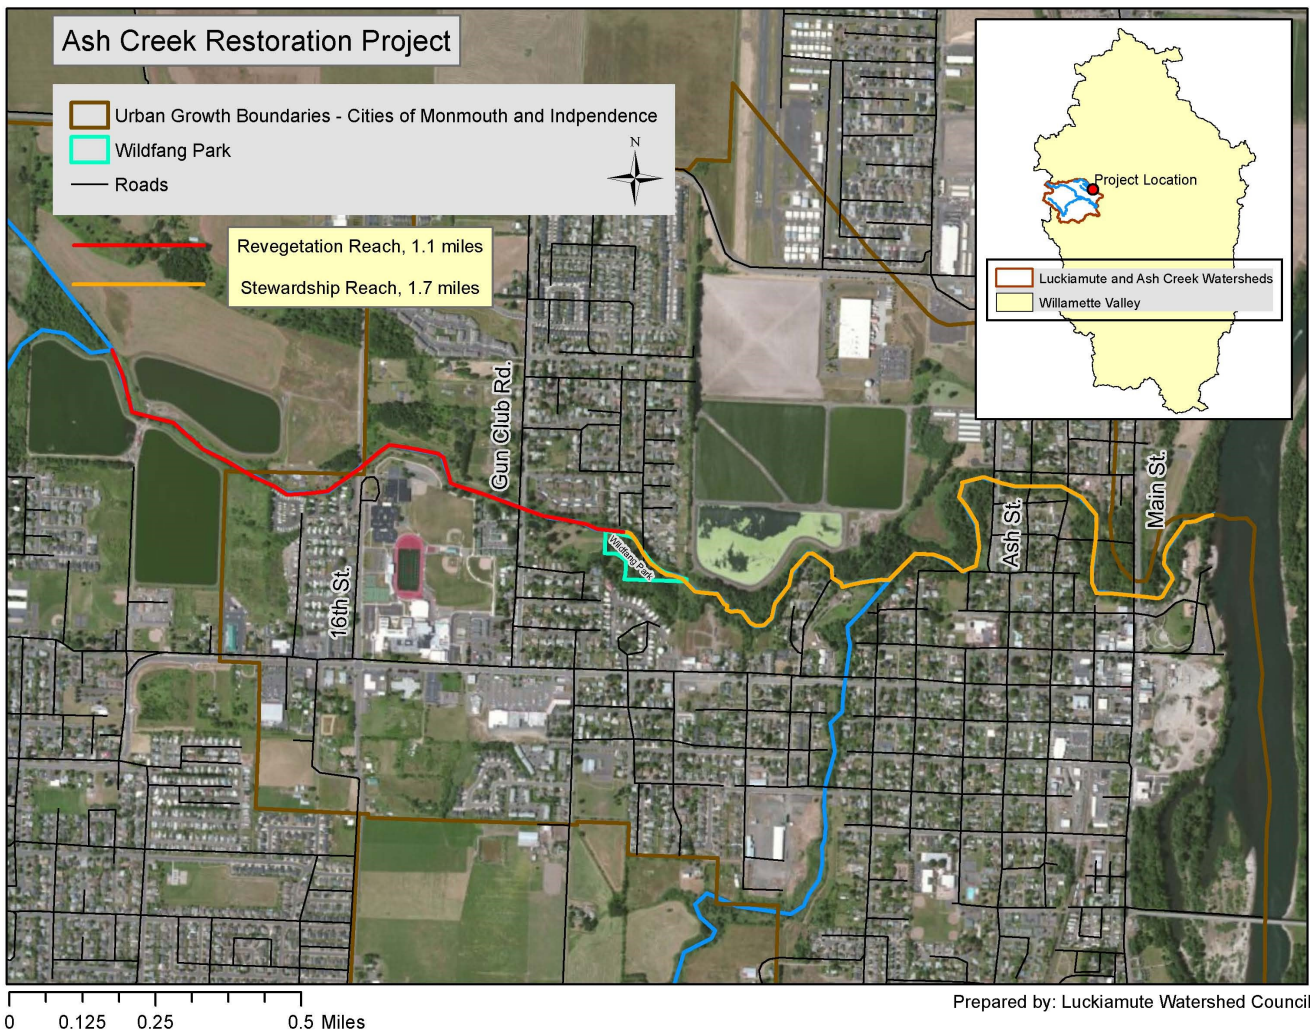 Ash Creek Restoration Project
Urban Growth Boundaries - Cities of Monmouth and Indpendence
Wildfang Park
Roads
N
Revegetation Reach, 1.1 miles
Stewardship Reach, 1.7 miles
Project Location
Luckiamute and Ash Creek Watersheds
Willamette Valley
Gun Club Rd.
16th St.
Wildfang Park
Ash St.
Main St.
0 0.125 0.25 0.5 Miles
Prepared by: Luckiamute Watershed Council